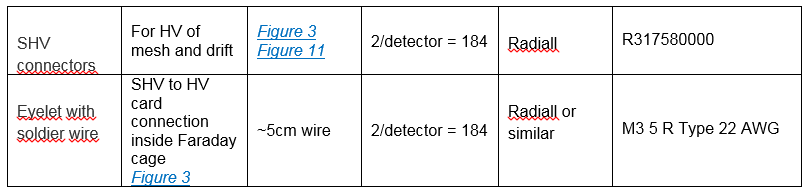 SHV
connectors
For HV of
mesh and drift
Figure 3
Figure 11
2/detector = 184
Radiall
R317580000
Eyelet with
soldier wire
SHV to HV
card
connection
inside Faraday
cage
Figure 3
~5cm wire
2/detector = 184
Radiall or
similar
M3 5 R Type 22 AWG